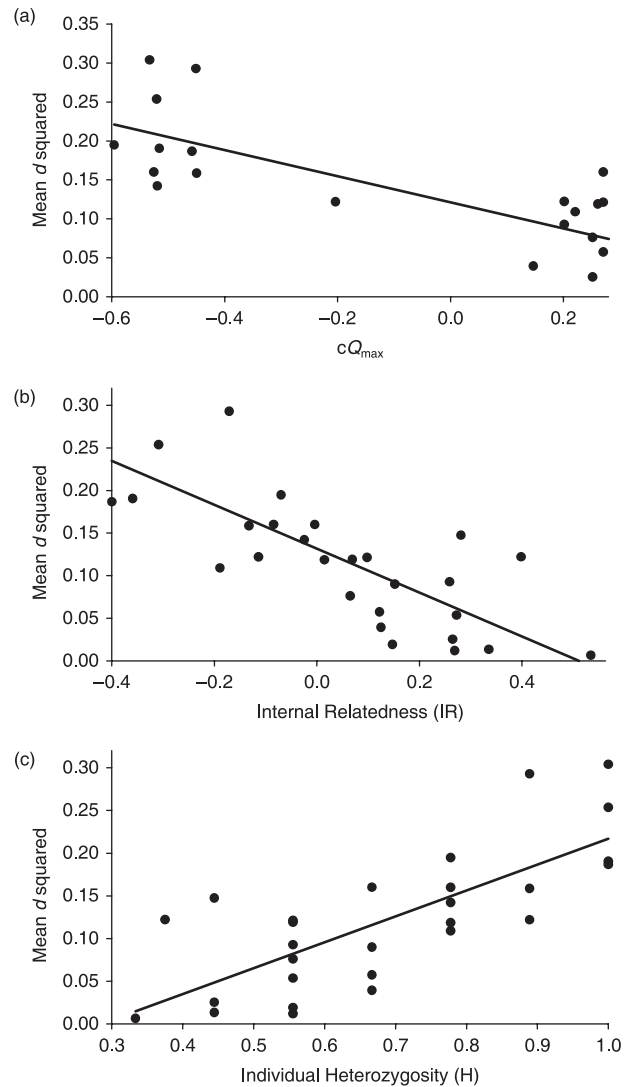 (a)
0.35
0.30
0.25
0.20
0.15
0.10
0.05
0.00
Mean d squared
−0.6 −0.4 −0.2 0.0 0.2
cQmax
(b)
0.30
0.25
0.20
0.15
0.10
0.05
0.00
Mean d squared
−0.4 −0.2 0.0 0.2 0.4
Internal Relatedness (IR)
(c)
0.30
0.25
0.20
0.15
0.10
0.05
0.00
Mean d squared
0.3 0.4 0.5 0.6 0.7 0.8 0.9 1.0
Individual Heterozygosity (H)